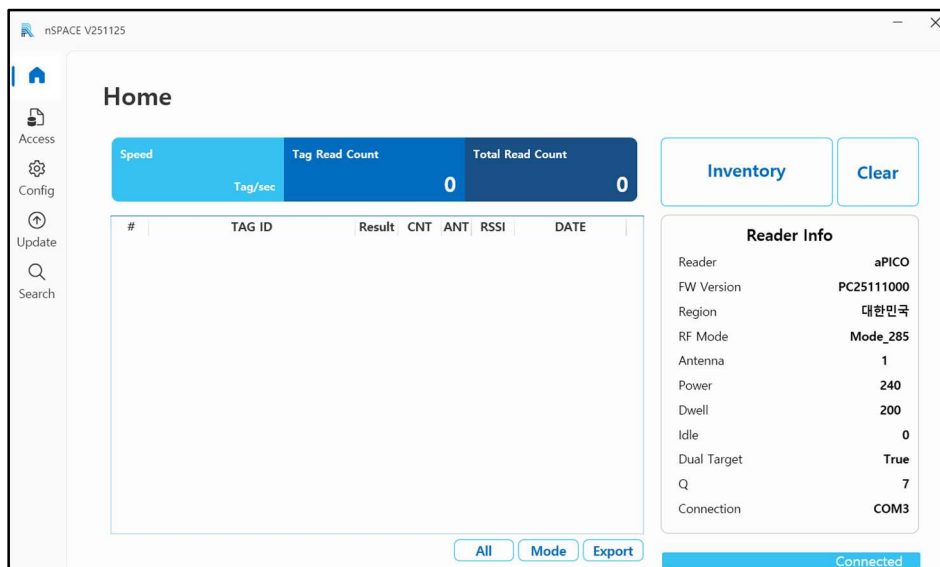 nSPACE V251125
Home
Access
Config
Update
Search
Speed
Tag/sec
Tag Read Count
0
Total Read Count
0
Inventory
Clear
# TAG ID Result CNT ANT RSSI DATE
Reader Info
Reader aPICO
FW Version PC25111000
Region 대한민국
RF Mode Mode_285
Antenna 1
Power 240
Dwell 200
Idle 0
Dual Target True
Q 7
Connection COM3
All
Mode
Export
Connected